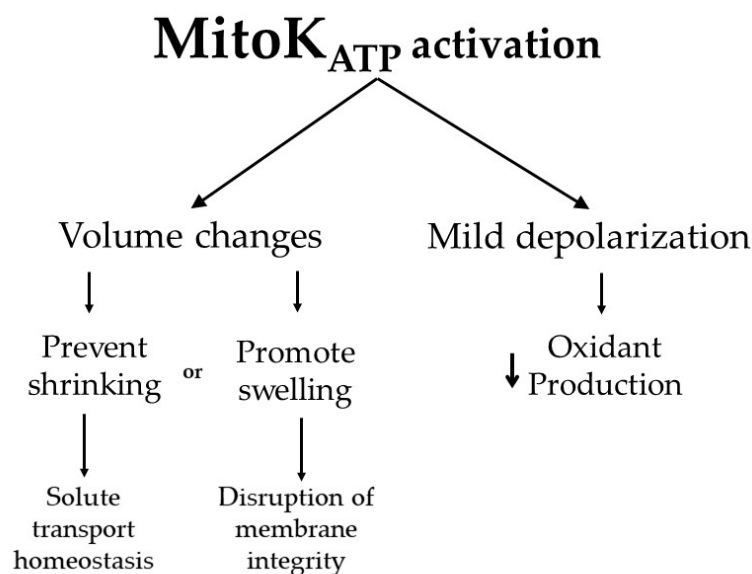 MitoKATP activation
Volume changes
Mild depolarization
Prevent
shrinking
or
Promote
swelling
Oxidant
Production
Solute
transport
homeostasis
Disruption of
membrane
integrity